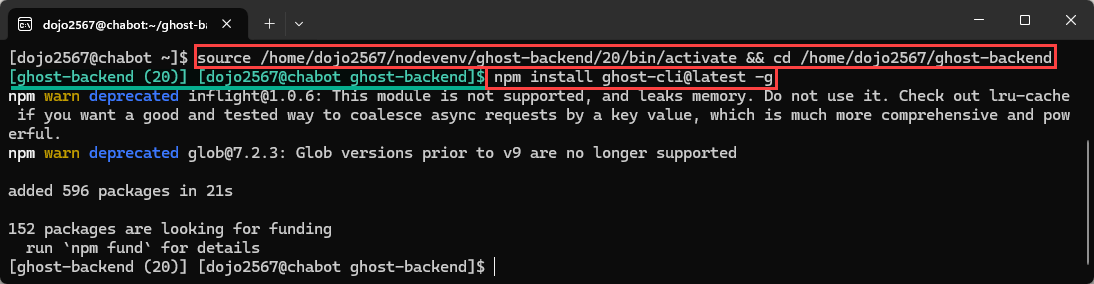 dojo2567@chabot:~/ghost-ba
[dojo2567@chabot ~]$ source /home/dojo2567/nodevenv/ghost-backend/20/bin/activate && cd /home/dojo2567/ghost-backend
[ghost-backend (20)] [dojo2567@chabot ghost-backend]$ npm install ghost-cli@latest -g
npm warn deprecated inflight@1.0.6: This module is not supported, and leaks memory. Do not use it. Check out lru-cache
if you want a good and tested way to coalesce async requests by a key value, which is much more comprehensive and pow
erful.
npm warn deprecated glob@7.2.3: Glob versions prior to v9 are no longer supported
added 596 packages in 21s
152 packages are looking for funding
run `npm fund` for details
[ghost-backend (20)] [dojo2567@chabot ghost-backend]$